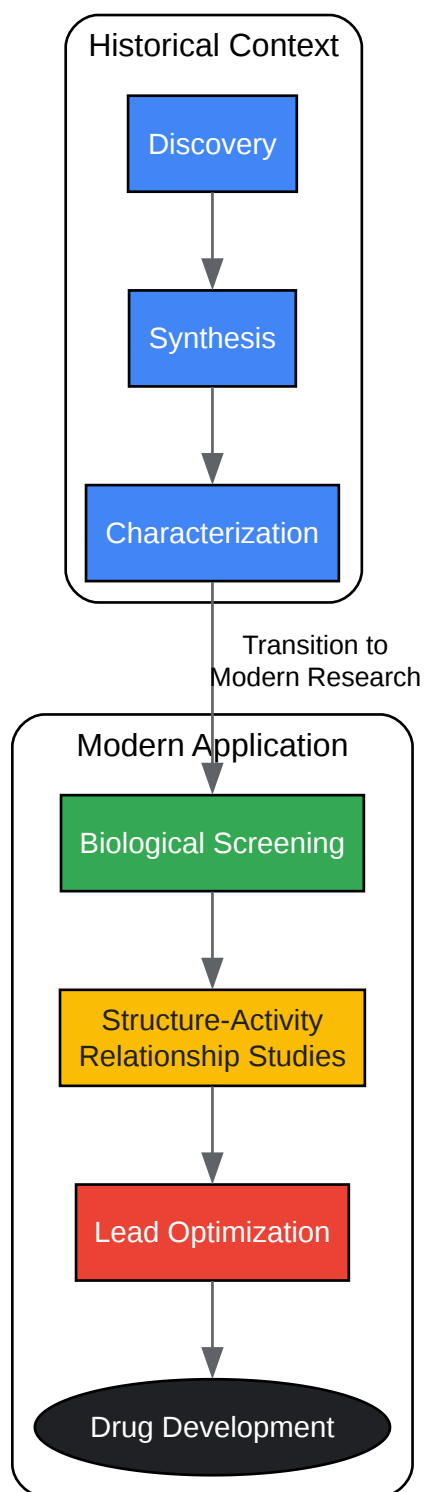 Historical Context
Discovery
Synthesis
Characterization
Transition to
Modern Research
Modern Application
Biological Screening
Structure-Activity
Relationship Studies
Lead Optimization
Drug Development